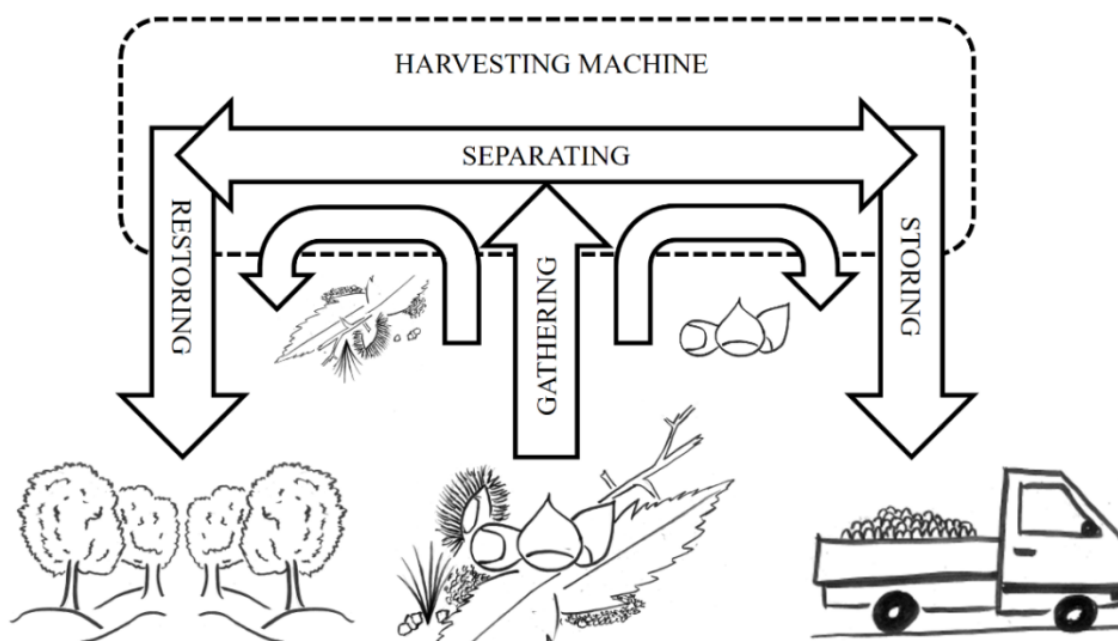 HARVESTING MACHINE
SEPARATING
RESTORING
GATHERING
STORING